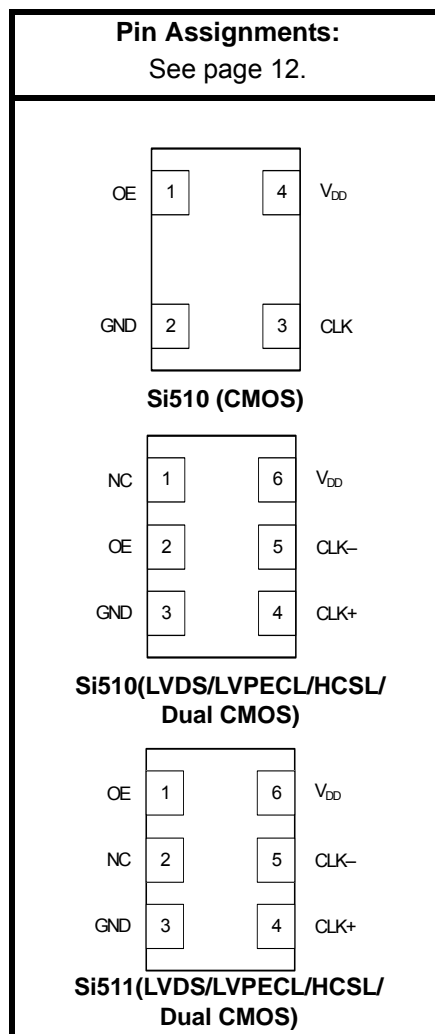 Pin Assignments:
See page 12.
OE 1 4 VDD
GND 2 3 CLK
Si510 (CMOS)
NC 1 6 VDD
OE 2 5 CLK–
GND 3 4 CLK+
Si510(LVDS/LVPECL/HCSL/
Dual CMOS)
OE 1 6 VDD
NC 2 5 CLK–
GND 3 4 CLK+
Si511(LVDS/LVPECL/HCSL/
Dual CMOS)